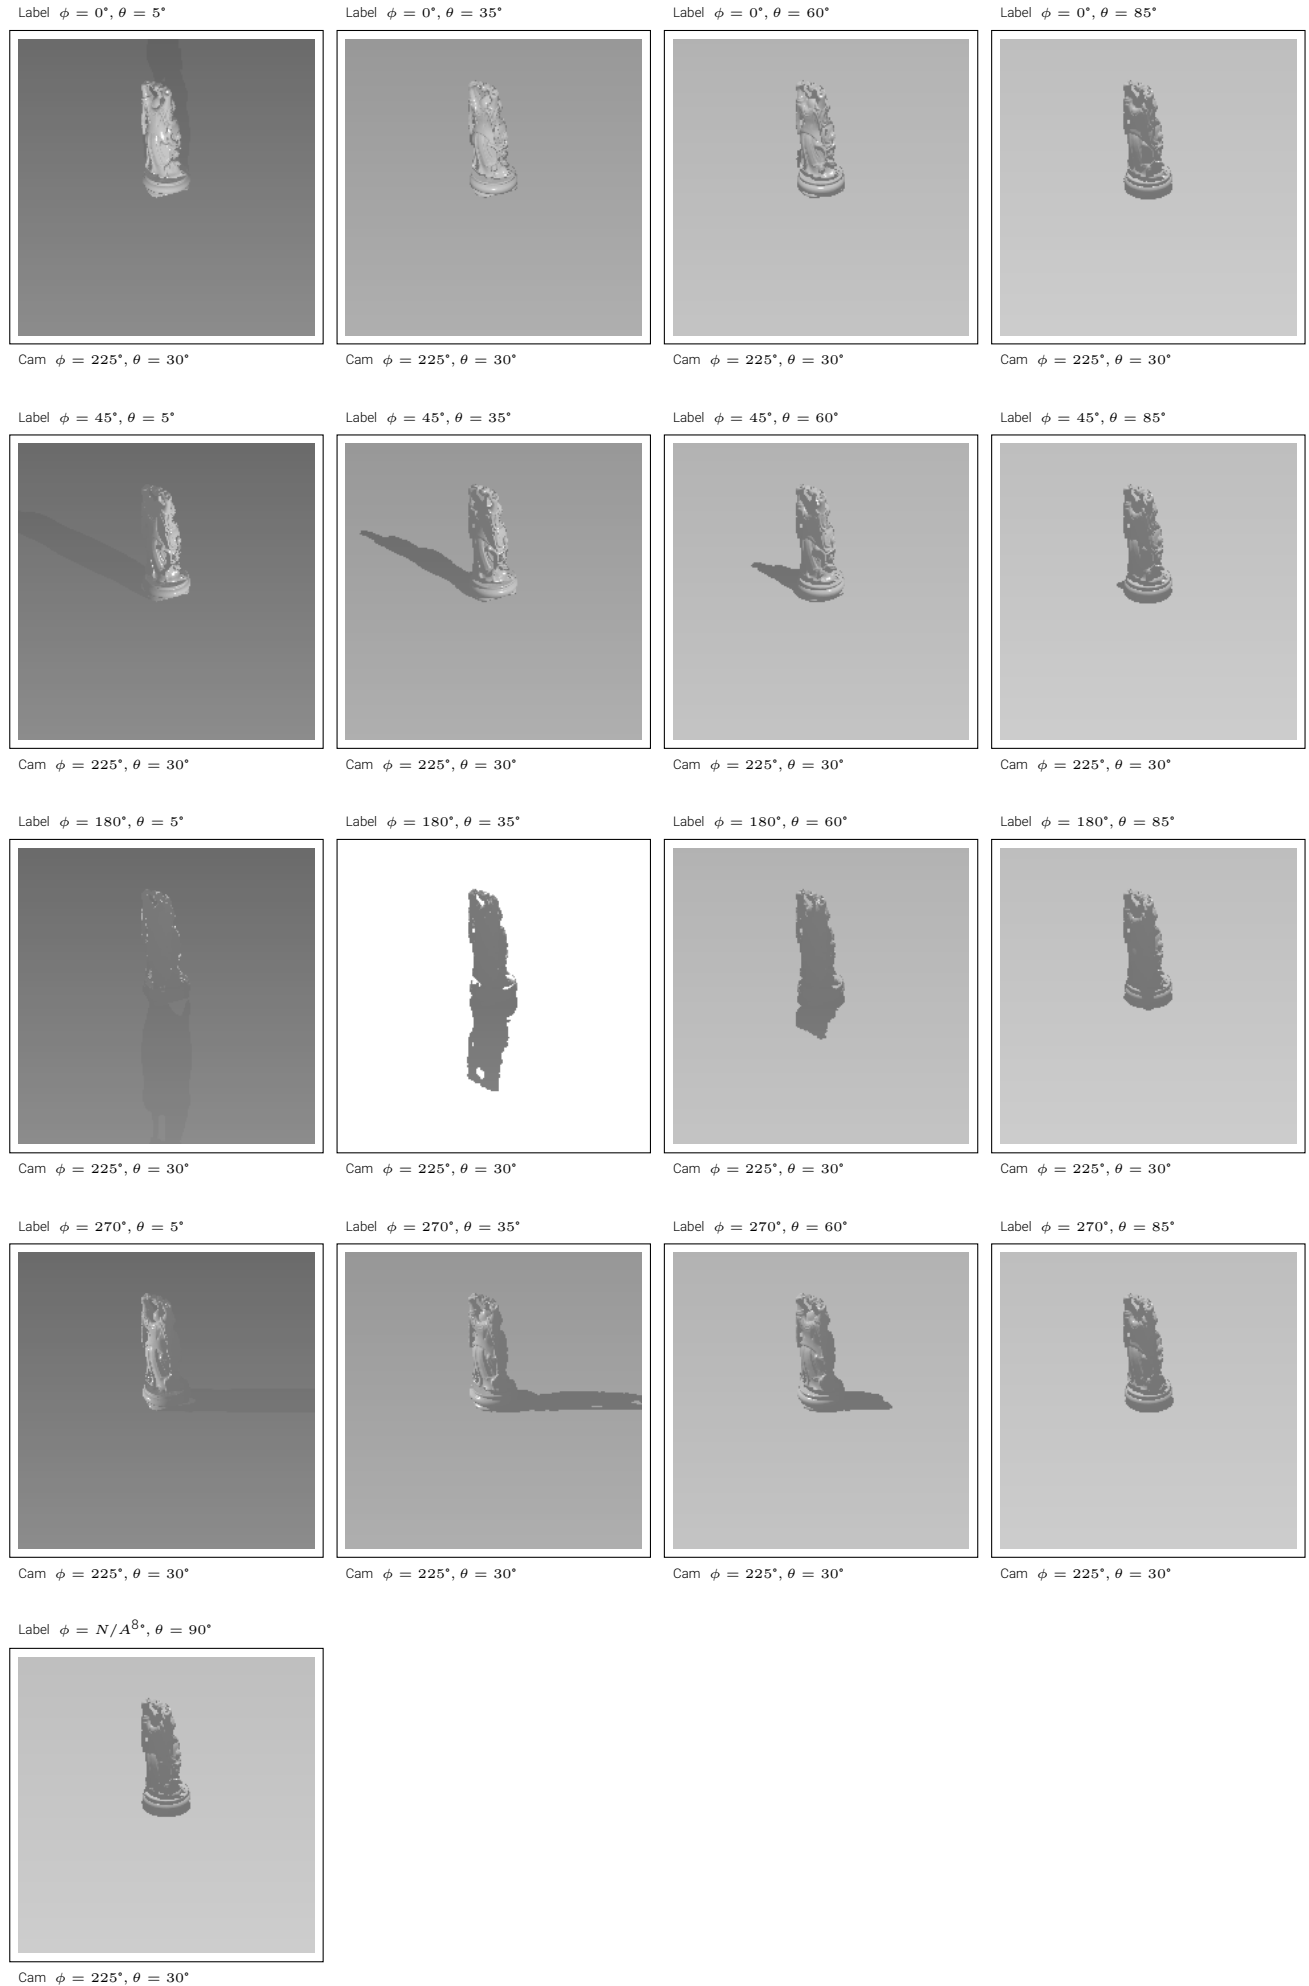 Label ϕ = 0°, θ = 5° Label ϕ = 0°, θ = 35° Label ϕ = 0°, θ = 60° Label ϕ = 0°, θ = 85°
Cam ϕ = 225°, θ = 30° Cam ϕ = 225°, θ = 30° Cam ϕ = 225°, θ = 30° Cam ϕ = 225°, θ = 30°
Label ϕ = 45°, θ = 5° Label ϕ = 45°, θ = 35° Label ϕ = 45°, θ = 60° Label ϕ = 45°, θ = 85°
Cam ϕ = 225°, θ = 30° Cam ϕ = 225°, θ = 30° Cam ϕ = 225°, θ = 30° Cam ϕ = 225°, θ = 30°
Label ϕ = 180°, θ = 5° Label ϕ = 180°, θ = 35° Label ϕ = 180°, θ = 60° Label ϕ = 180°, θ = 85°
Cam ϕ = 225°, θ = 30° Cam ϕ = 225°, θ = 30° Cam ϕ = 225°, θ = 30° Cam ϕ = 225°, θ = 30°
Label ϕ = 270°, θ = 5° Label ϕ = 270°, θ = 35° Label ϕ = 270°, θ = 60° Label ϕ = 270°, θ = 85°
Cam ϕ = 225°, θ = 30° Cam ϕ = 225°, θ = 30° Cam ϕ = 225°, θ = 30° Cam ϕ = 225°, θ = 30°
Label ϕ = N/A⁸°, θ = 90°
Cam ϕ = 225°, θ = 30°